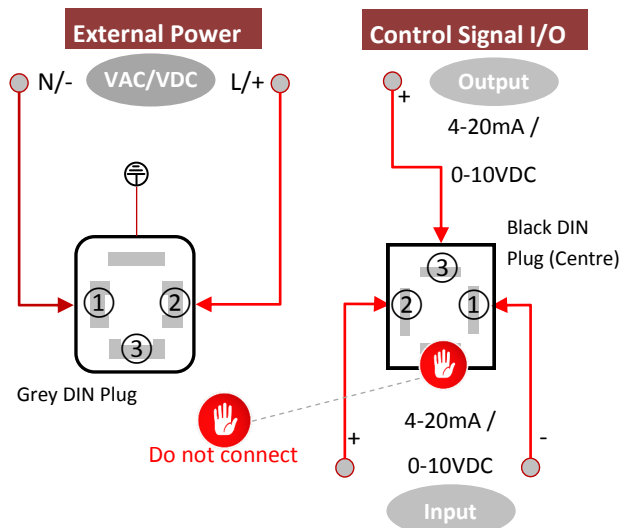 External Power
N/-
VAC/VDC
L/+
1
2
3
Grey DIN Plug
Do not connect
Control Signal I/O
Output
+
4-20mA /
0-10VDC
Black DIN
Plug (Centre)
3
2
1
+
4-20mA /
-
0-10VDC
Input